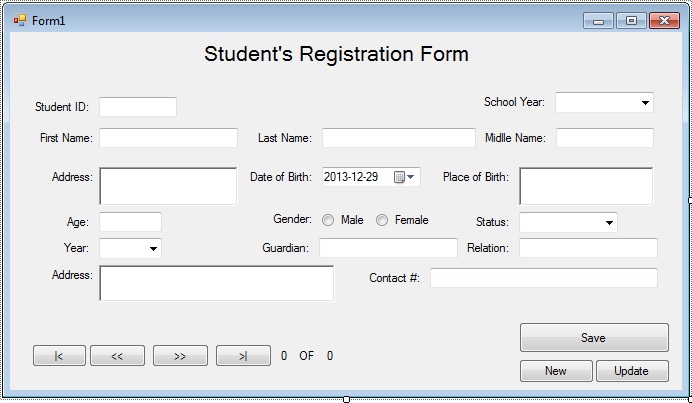 Form1
Student's Registration Form
Student ID: School Year:
First Name: Last Name: Midlle Name:
Address: Date of Birth: 2013-12-29 Place of Birth:
Age: Gender: Male Female Status:
Year: Guardian: Relation:
Address: Contact #:
Save
|< << >> >| 0 OF 0
New Update